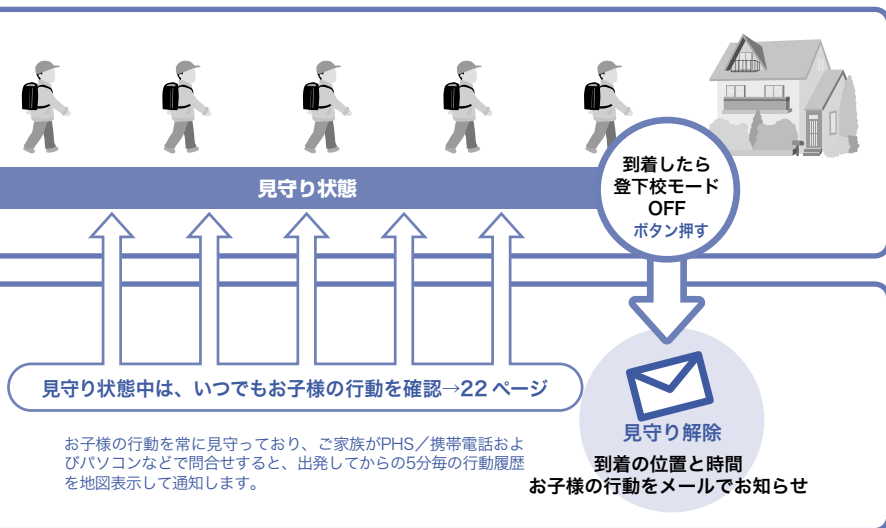 見守り状態
到着したら
登下校モード
OFF
ボタン押す
見守り状態中は、いつでもお子様の行動を確認→22 ページ
お子様の行動を常に見守っており、ご家族がPHS／携帯電話およ
びパソコンなどで問合せすると、出発してからの5分毎の行動履歴
を地図表示して通知します。
見守り解除
到着の位置と時間
お子様の行動をメールでお知らせ